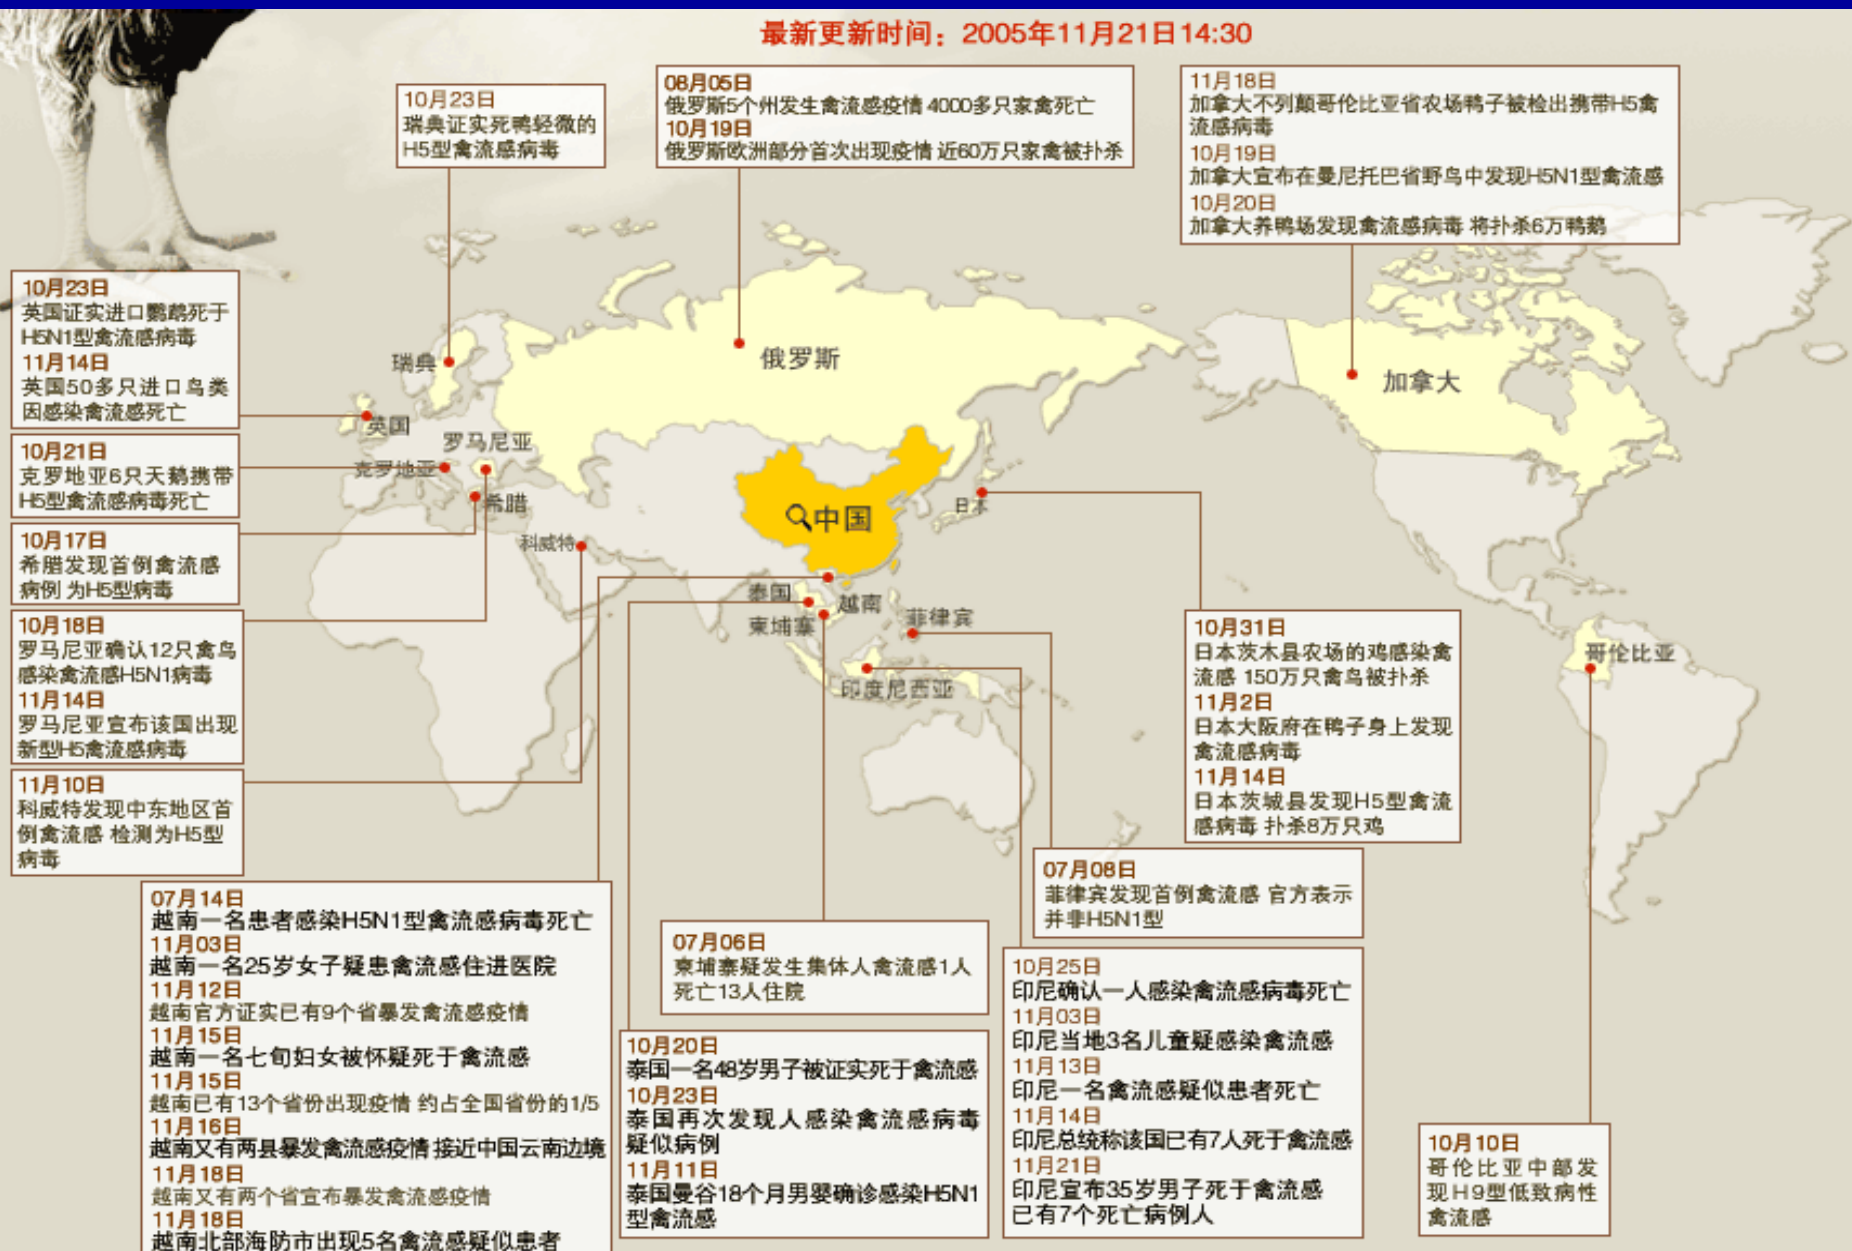 最新更新时间：2005年11月21日14:30
10月23日
瑞典证实死鸭轻微的
H5型禽流感病毒
08月05日
俄罗斯5个州发生禽流感疫情 4000多只家禽死亡
10月19日
俄罗斯欧洲部分首次出现疫情 近60万只家禽被扑杀
11月18日
加拿大不列颠哥伦比亚省农场鸭子被检出携带H5禽
流感病毒
10月19日
加拿大宣布在曼尼托巴省野鸟中发现H5N1型禽流感
10月20日
加拿大养鸭场发现禽流感病毒 将扑杀6万鸭鹅
10月23日
英国证实进口鹦鹉死于
H5N1型禽流感病毒
11月14日
英国50多只进口鸟类
因感染禽流感死亡
10月21日
克罗地亚6只天鹅携带
H5型禽流感病毒死亡
10月17日
希腊发现首例禽流感
病例 为H5型病毒
10月18日
罗马尼亚确认12只禽鸟
感染禽流感H5N1病毒
11月14日
罗马尼亚宣布该国出现
新型H5禽流感病毒
11月10日
科威特发现中东地区首
例禽流感 检测为H5型
病毒
瑞典
俄罗斯
加拿大
英国
罗马尼亚
克罗地亚
希腊
科威特
中国
日本
泰国
越南
柬埔寨
菲律宾
印度尼西亚
哥伦比亚
10月31日
日本茨木县农场的鸡感染禽
流感 150万只禽鸟被扑杀
11月2日
日本大阪府在鸭子身上发现
禽流感病毒
11月14日
日本茨城县发现H5型禽流
感病毒 扑杀8万只鸡
07月08日
菲律宾发现首例禽流感 官方表示
并非H5N1型
07月14日
越南一名患者感染H5N1型禽流感病毒死亡
11月03日
越南一名25岁女子疑患禽流感住进医院
11月12日
越南官方证实已有9个省暴发禽流感疫情
11月15日
越南一名七旬妇女被怀疑死于禽流感
11月15日
越南已有13个省份出现疫情 约占全国省份的1/5
11月16日
越南又有两县暴发禽流感疫情 接近中国云南边境
11月18日
越南又有两个省宣布暴发禽流感疫情
11月18日
越南北部海防市出现5名禽流感疑似患者
07月06日
柬埔寨疑发生集体人禽流感1人
死亡13人住院
10月20日
泰国一名48岁男子被证实死于禽流感
10月23日
泰国再次发现人感染禽流感病毒
疑似病例
11月11日
泰国曼谷18个月男婴确诊感染H5N1
型禽流感
10月25日
印尼确认一人感染禽流感病毒死亡
11月03日
印尼当地3名儿童疑感染禽流感
11月13日
印尼一名禽流感疑似患者死亡
11月14日
印尼总统称该国已有7人死于禽流感
11月21日
印尼宣布35岁男子死于禽流感
已有7个死亡病例人
10月10日
哥伦比亚中部发
现H9型低致病性
禽流感